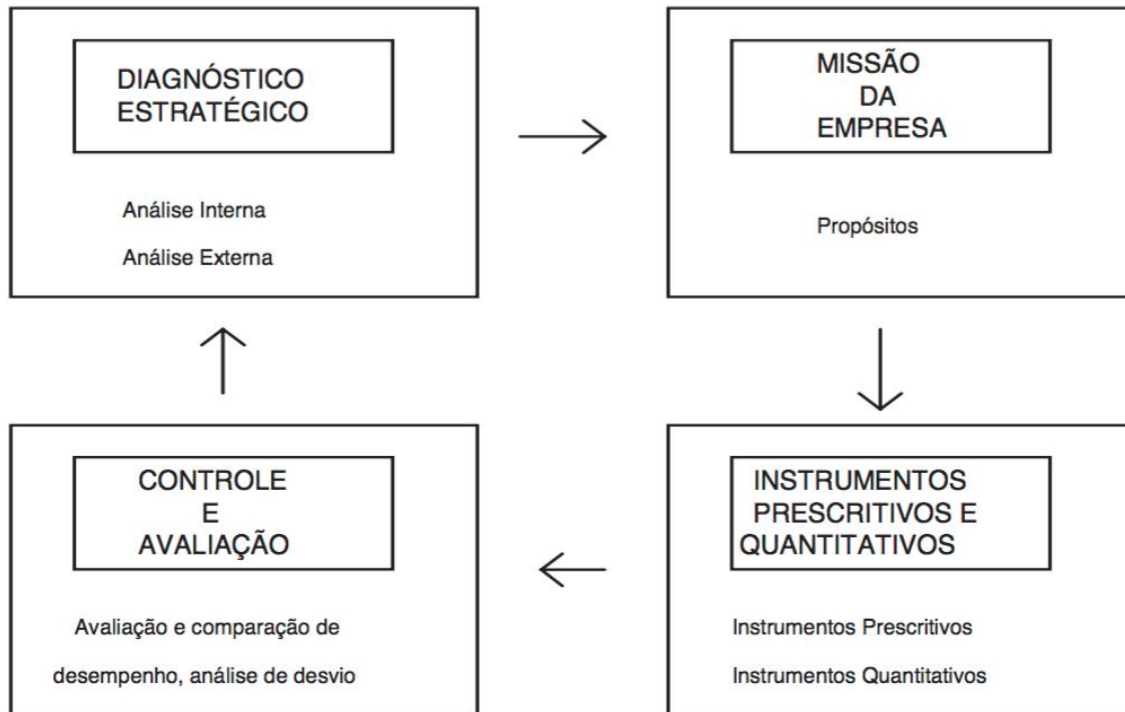 DIAGNÓSTICO
ESTRATÉGICO
Análise Interna
Análise Externa
MISSÃO
DA
EMPRESA
Propósitos
CONTROLE
E
AVALIAÇÃO
Avaliação e comparação de
desempenho, análise de desvio
INSTRUMENTOS
PRESCRITIVOS E
QUANTITATIVOS
Instrumentos Prescritivos
Instrumentos Quantitativos